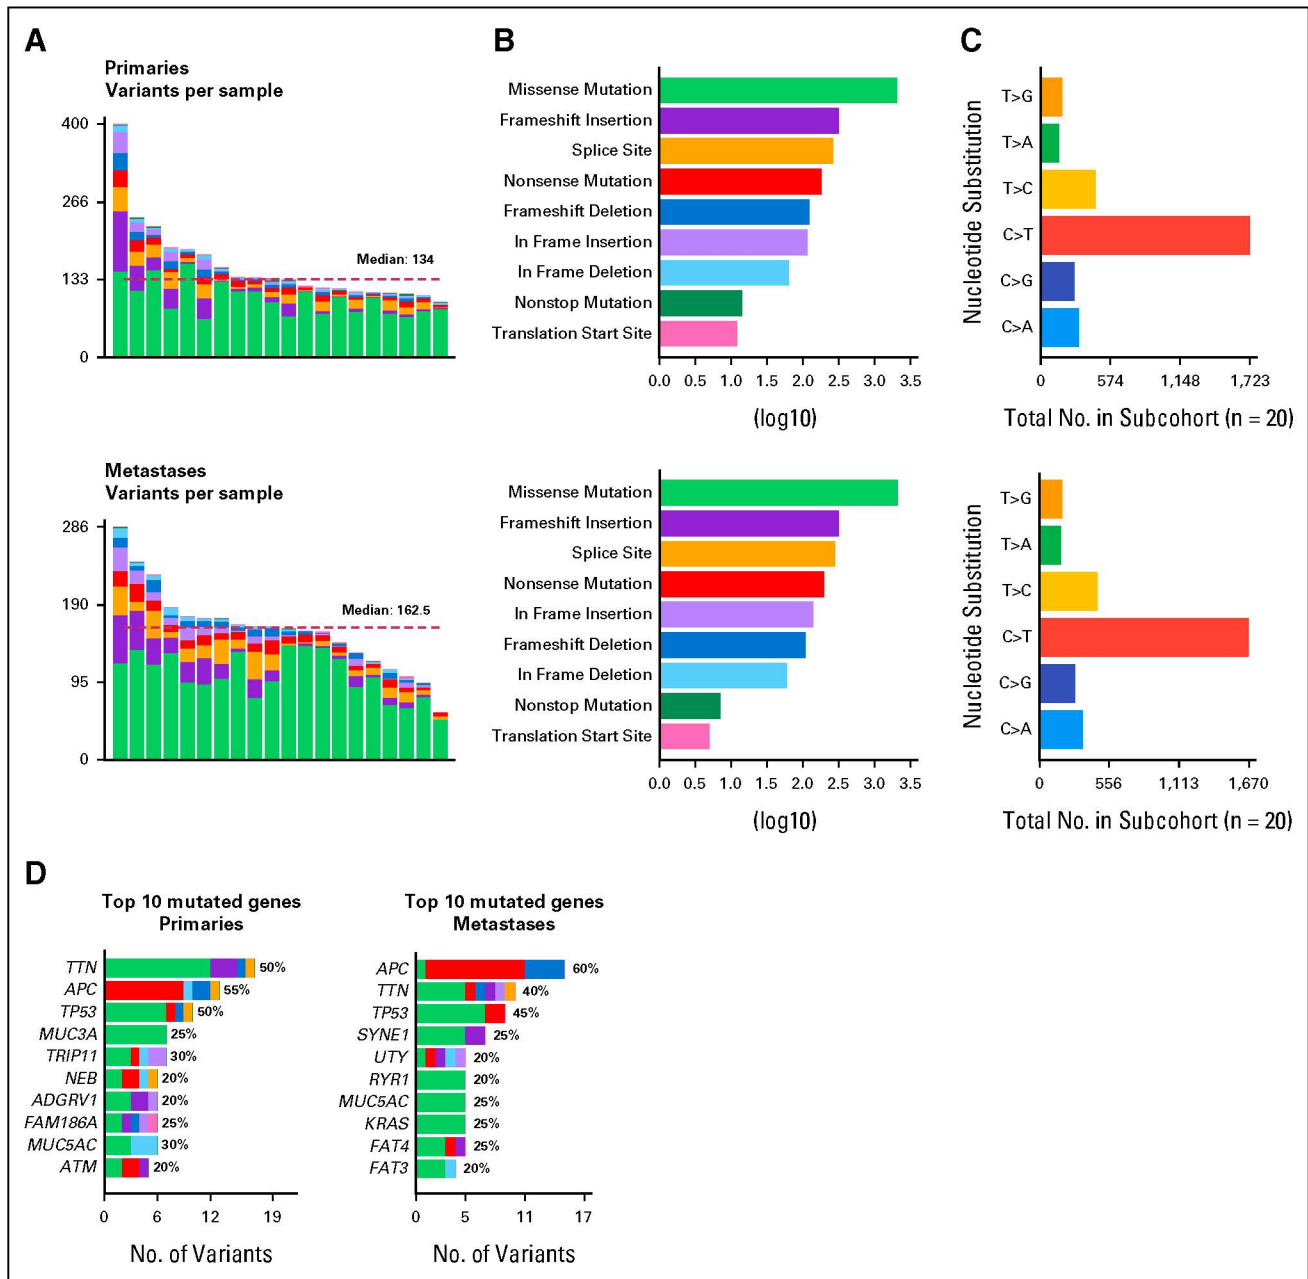 A
Primaries
Variants per sample
400
266
133
0
Median: 134
B
Missense Mutation
Frameshift Insertion
Splice Site
Nonsense Mutation
Frameshift Deletion
In Frame Insertion
In Frame Deletion
Nonstop Mutation
Translation Start Site
0.0 0.5 1.0 1.5 2.0 2.5 3.0 3.5
(log10)
C
Nucleotide Substitution
T>G
T>A
T>C
C>T
C>G
C>A
0 574 1,148 1,723
Total No. in Subcohort (n = 20)
Metastases
Variants per sample
286
190
95
0
Median: 162.5
Missense Mutation
Frameshift Insertion
Splice Site
Nonsense Mutation
In Frame Insertion
Frameshift Deletion
In Frame Deletion
Nonstop Mutation
Translation Start Site
0.0 0.5 1.0 1.5 2.0 2.5 3.0 3.5
(log10)
Nucleotide Substitution
T>G
T>A
T>C
C>T
C>G
C>A
0 556 1,113 1,670
Total No. in Subcohort (n = 20)
D
Top 10 mutated genes
Primaries
TTN 50%
APC 55%
TP53 50%
MUC3A 25%
TRIP11 30%
NEB 20%
ADGRV1 20%
FAM186A 25%
MUC5AC 30%
ATM 20%
0 6 12 19
No. of Variants
Top 10 mutated genes
Metastases
APC 60%
TTN 40%
TP53 45%
SYNE1 25%
UTY 20%
RYR1 20%
MUC5AC 25%
KRAS 25%
FAT4 25%
FAT3 20%
0 5 11 17
No. of Variants